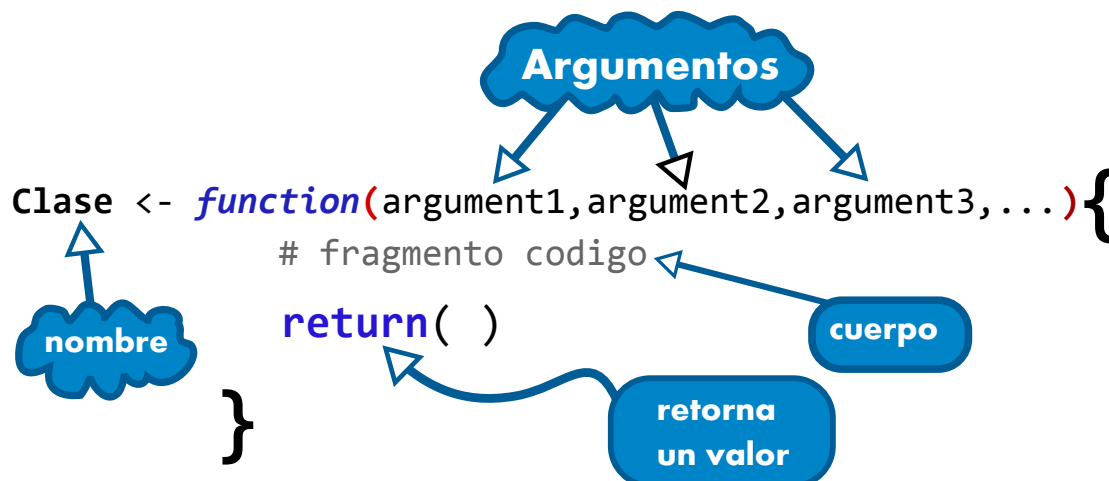 Argumentos
Clase <- function(argument1,argument2,argument3,...){
# fragmento codigo
nombre
return( )
cuerpo
}
retorna
un valor